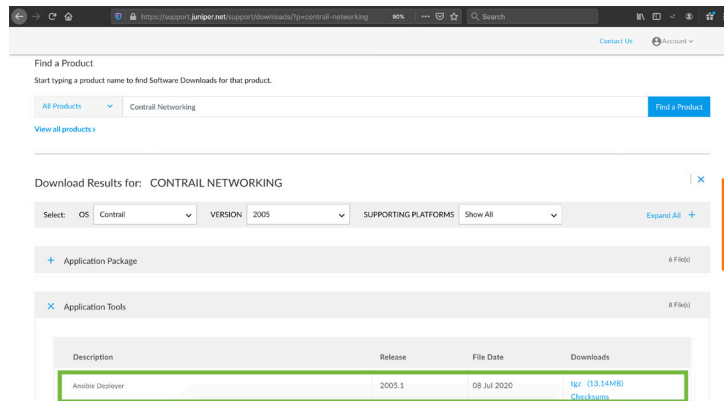 https://support.juniper.net/support/downloads/?p=contrail-networking 80% Search
Contact Us Account
Find a Product
Start typing a product name to find Software Downloads for that product.
All Products Contrail Networking Find a Product
View all products >
Download Results for: CONTRAIL NETWORKING
Select: OS Contrail VERSION 2005 SUPPORTING PLATFORMS Show All Expand All +
+ Application Package 6 File(s)
Application Tools 8 File(s)
Description Release File Date Downloads
Ansible Deployer 2005.1 08 Jul 2020 tgz (13.14MB)
Checksums